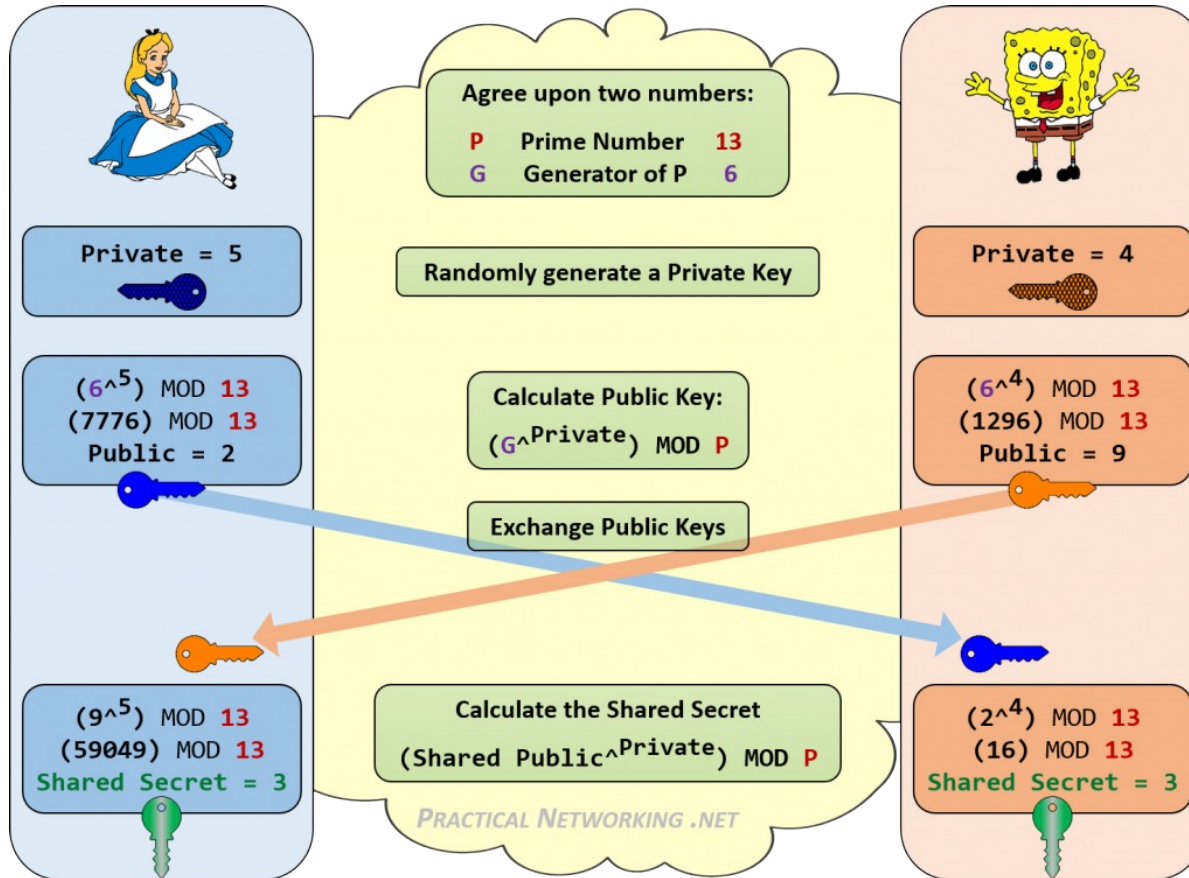 Agree upon two numbers:
P Prime Number 13
G Generator of P 6
Private = 5
Randomly generate a Private Key
Private = 4
(6^5) MOD 13
(7776) MOD 13
Public = 2
Calculate Public Key:
(G^Private) MOD P
(6^4) MOD 13
(1296) MOD 13
Public = 9
Exchange Public Keys
(9^5) MOD 13
(59049) MOD 13
Shared Secret = 3
Calculate the Shared Secret
(Shared Public^Private) MOD P
(2^4) MOD 13
(16) MOD 13
Shared Secret = 3
PRACTICAL NETWORKING .NET